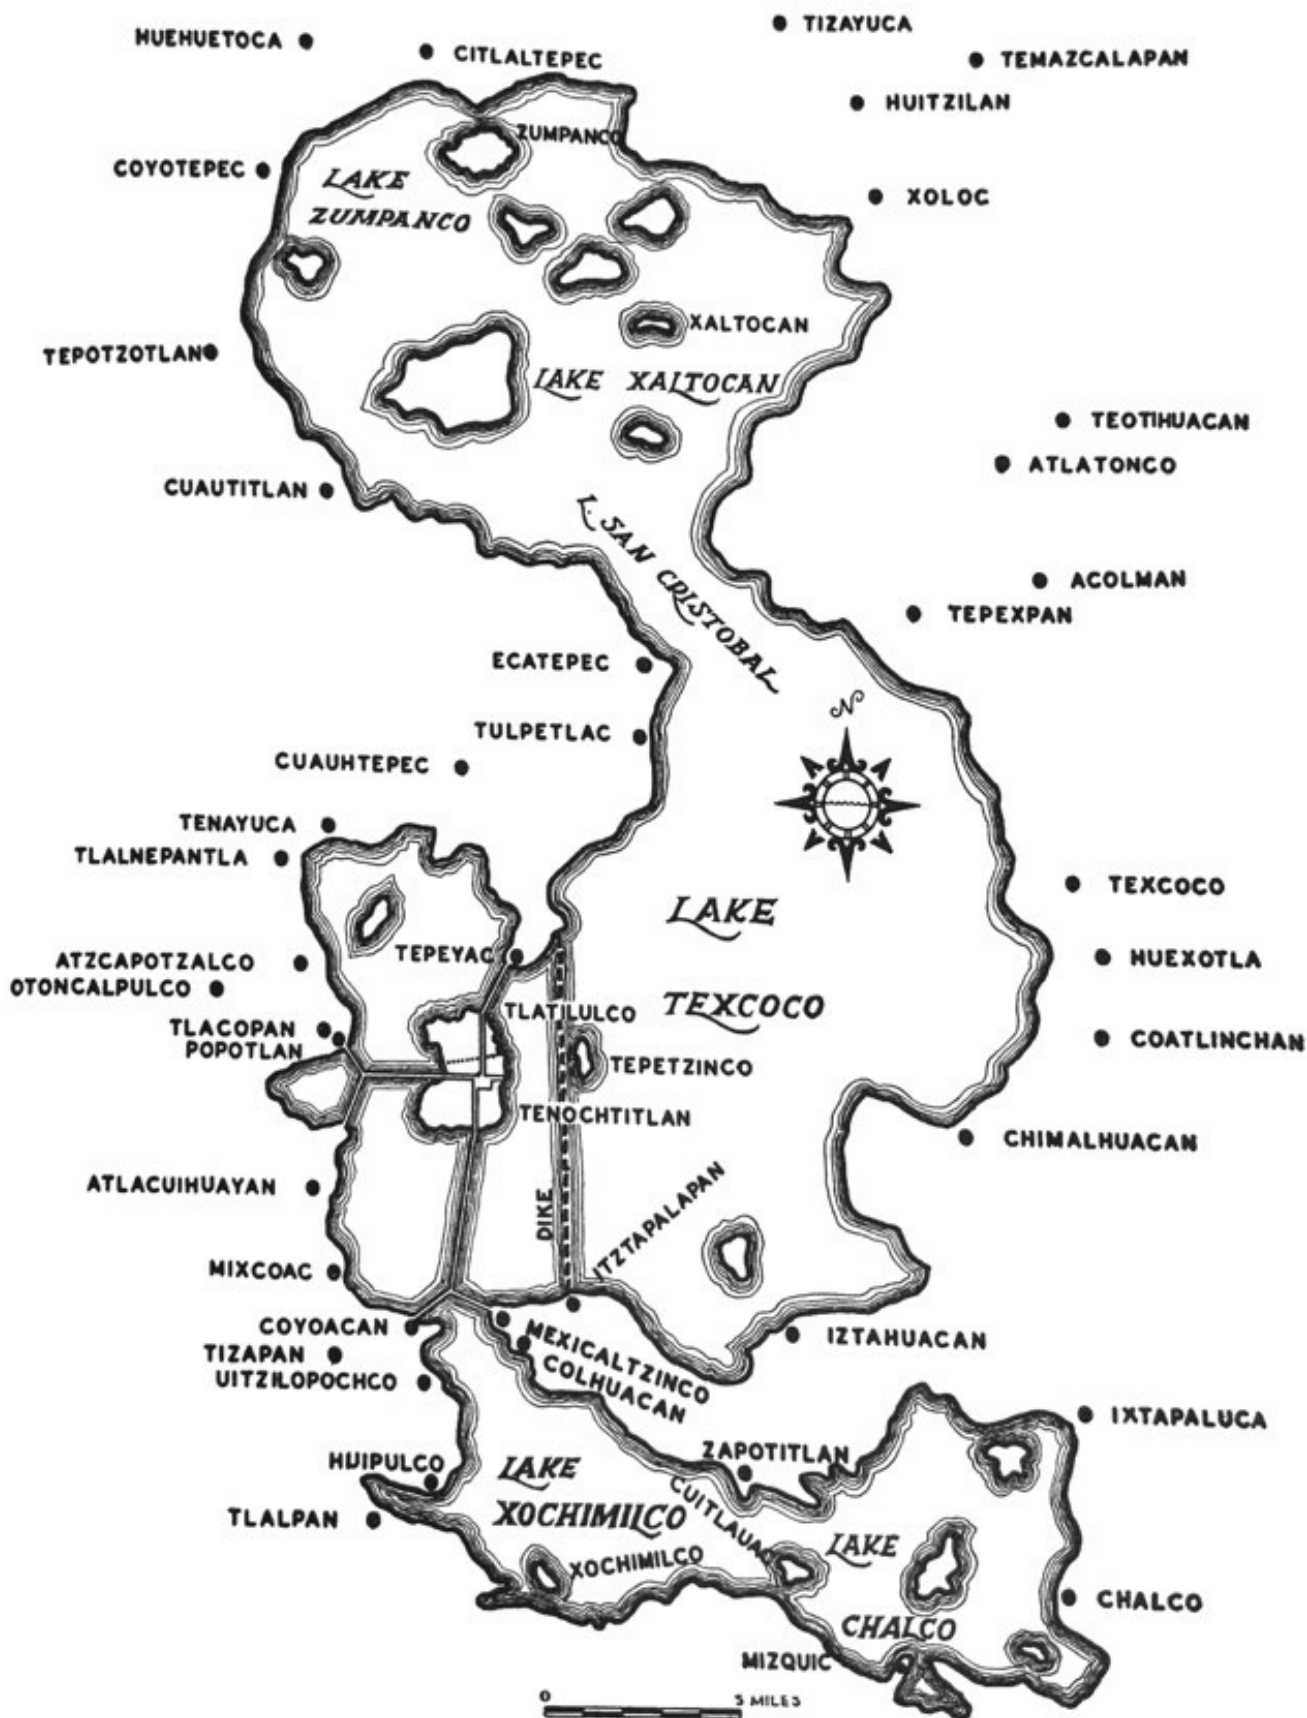 TIZAYUCA
HUEHUETOCA
CITLALTEPEC
TEMAZCALAPAN
HUITZILAN
ZUMPANCO
COYOTEPEC
LAKE
ZUMPANCO
XOLOC
XALTOCAN
TEPOTZOTLAN
LAKE XALTOCAN
TEOTIHUACAN
ATLATONCO
CUAUTITLAN
L. SAN CRISTOBAL
ACOLMAN
TEPEXPAN
ECATEPEC
N
TULPETLAC
CUAUHTEPEC
TENAYUCA
TLALNEPANTLA
TEXCOCO
LAKE
TEXCOCO
TEPEYAC
ATZCAPOTZALCO
HUEXOTLA
OTONCALPULCO
TLATILULCO
TLACOPAN
POPOTLAN
COATLINCHAN
TEPETZINCO
TENOCHTITLAN
CHIMALHUACAN
ATLACUIHUAYAN
DIKE
ITZTAPALAPAN
MIXCOAC
COYOACAN
MEXICALTZINCO
IZTAHUACAN
TIZAPAN
COLHUACAN
UITZILOPOCHCO
IXTAPALUCA
ZAPOTITLAN
HUIPULCO
LAKE
XOCHIMILCO
CUITLAUAC
TLALPAN
LAKE
CHALCO
XOCHIMILCO
CHALCO
MIZQUIC
0 5 MILES